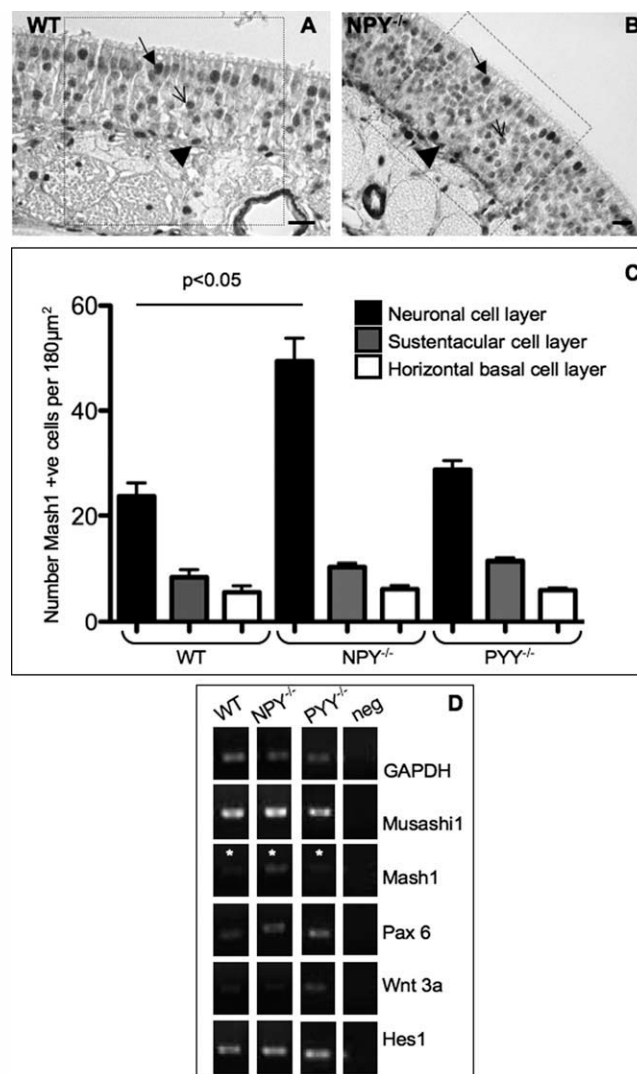 WT
A
NPY-/-
B
C
p<0.05
Neuronal cell layer
Sustentacular cell layer
Horizontal basal cell layer
Number Mash1 +ve cells per 180µm²
60
40
20
0
WT
NPY-/-
PYY-/-
WT NPY-/- PYY-/- neg
D
GAPDH
Musashi1
* * *
Mash1
Pax 6
Wnt 3a
Hes1